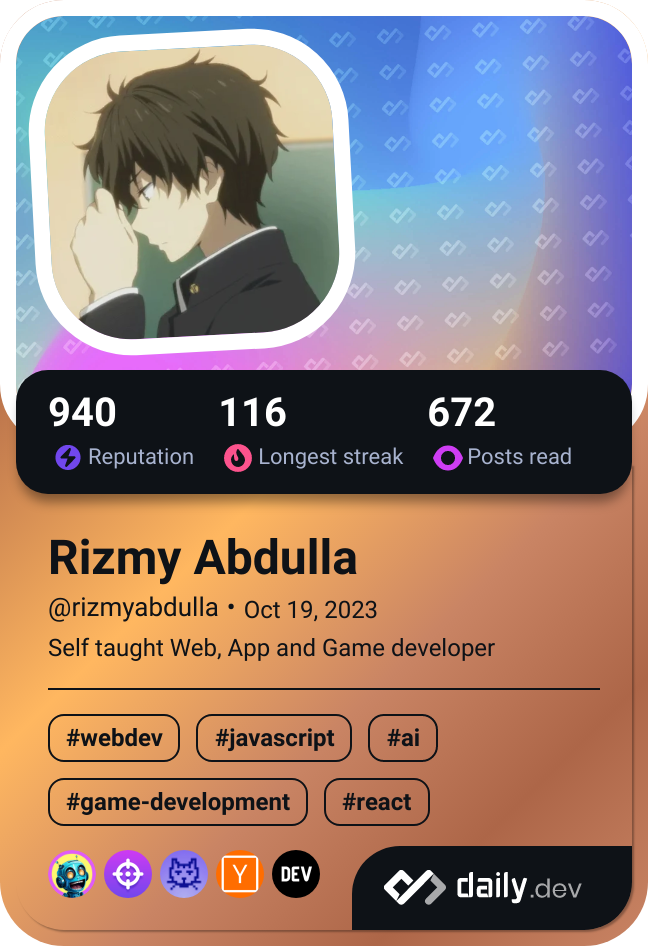 940 116 672
Reputation Longest streak Posts read
Rizmy Abdulla
@rizmyabdulla • Oct 19, 2023
Self taught Web, App and Game developer
#webdev #javascript #ai
#game-development #react
Y DEV daily.dev